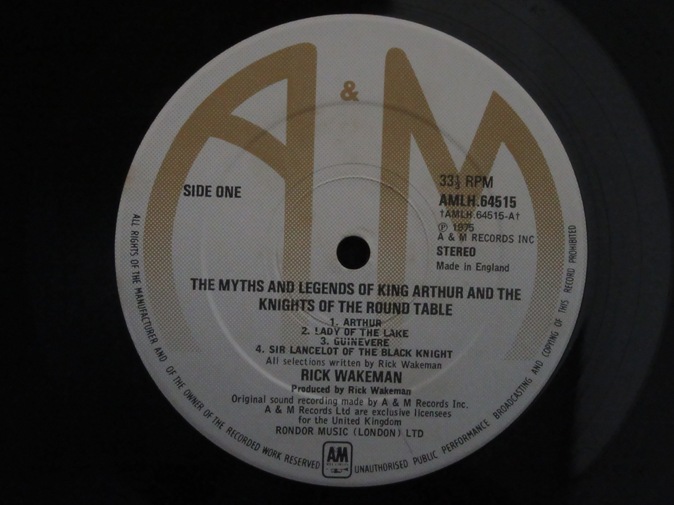 A & M
SIDE ONE
33⅓ RPM
AMLH.64515
†AMLH.64515-A†
℗ 1975
A & M RECORDS INC
STEREO
Made in England
THE MYTHS AND LEGENDS OF KING ARTHUR AND THE
KNIGHTS OF THE ROUND TABLE
1. ARTHUR
2. LADY OF THE LAKE
3. GUINEVERE
4. SIR LANCELOT OF THE BLACK KNIGHT
All selections written by Rick Wakeman
RICK WAKEMAN
Produced by Rick Wakeman
Original sound recording made by A & M Records Inc.
A & M Records Ltd are exclusive licensees
for the United Kingdom
RONDOR MUSIC (LONDON) LTD
ALL RIGHTS OF THE MANUFACTURER AND OF THE OWNER OF THE RECORDED WORK RESERVED
AM
UNAUTHORISED PUBLIC PERFORMANCE BROADCASTING AND COPYING OF THIS RECORD PROHIBITED